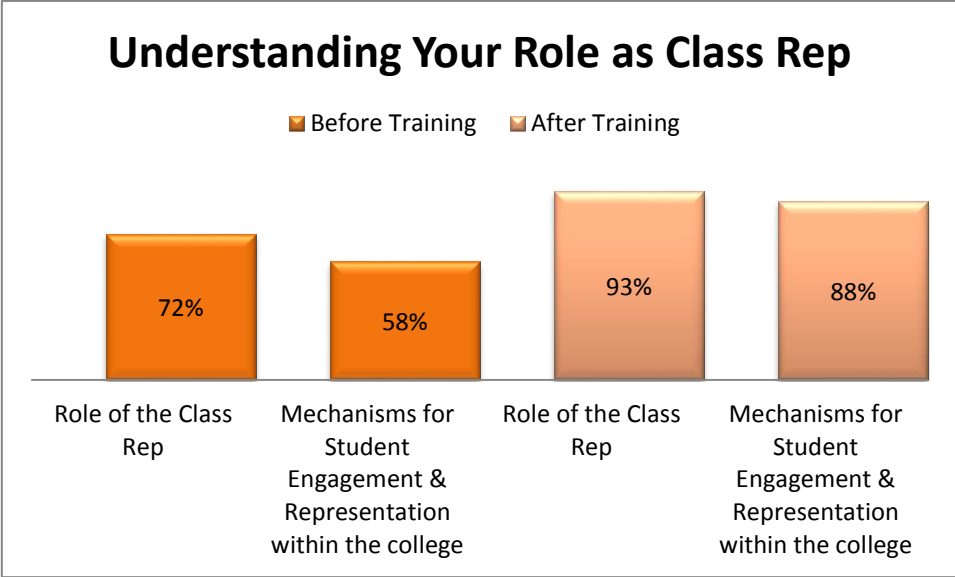 Understanding Your Role as Class Rep
Before Training
After Training
72%
58%
93%
88%
Role of the Class
Rep
Mechanisms for
Student
Engagement &
Representation
within the college
Role of the Class
Rep
Mechanisms for
Student
Engagement &
Representation
within the college